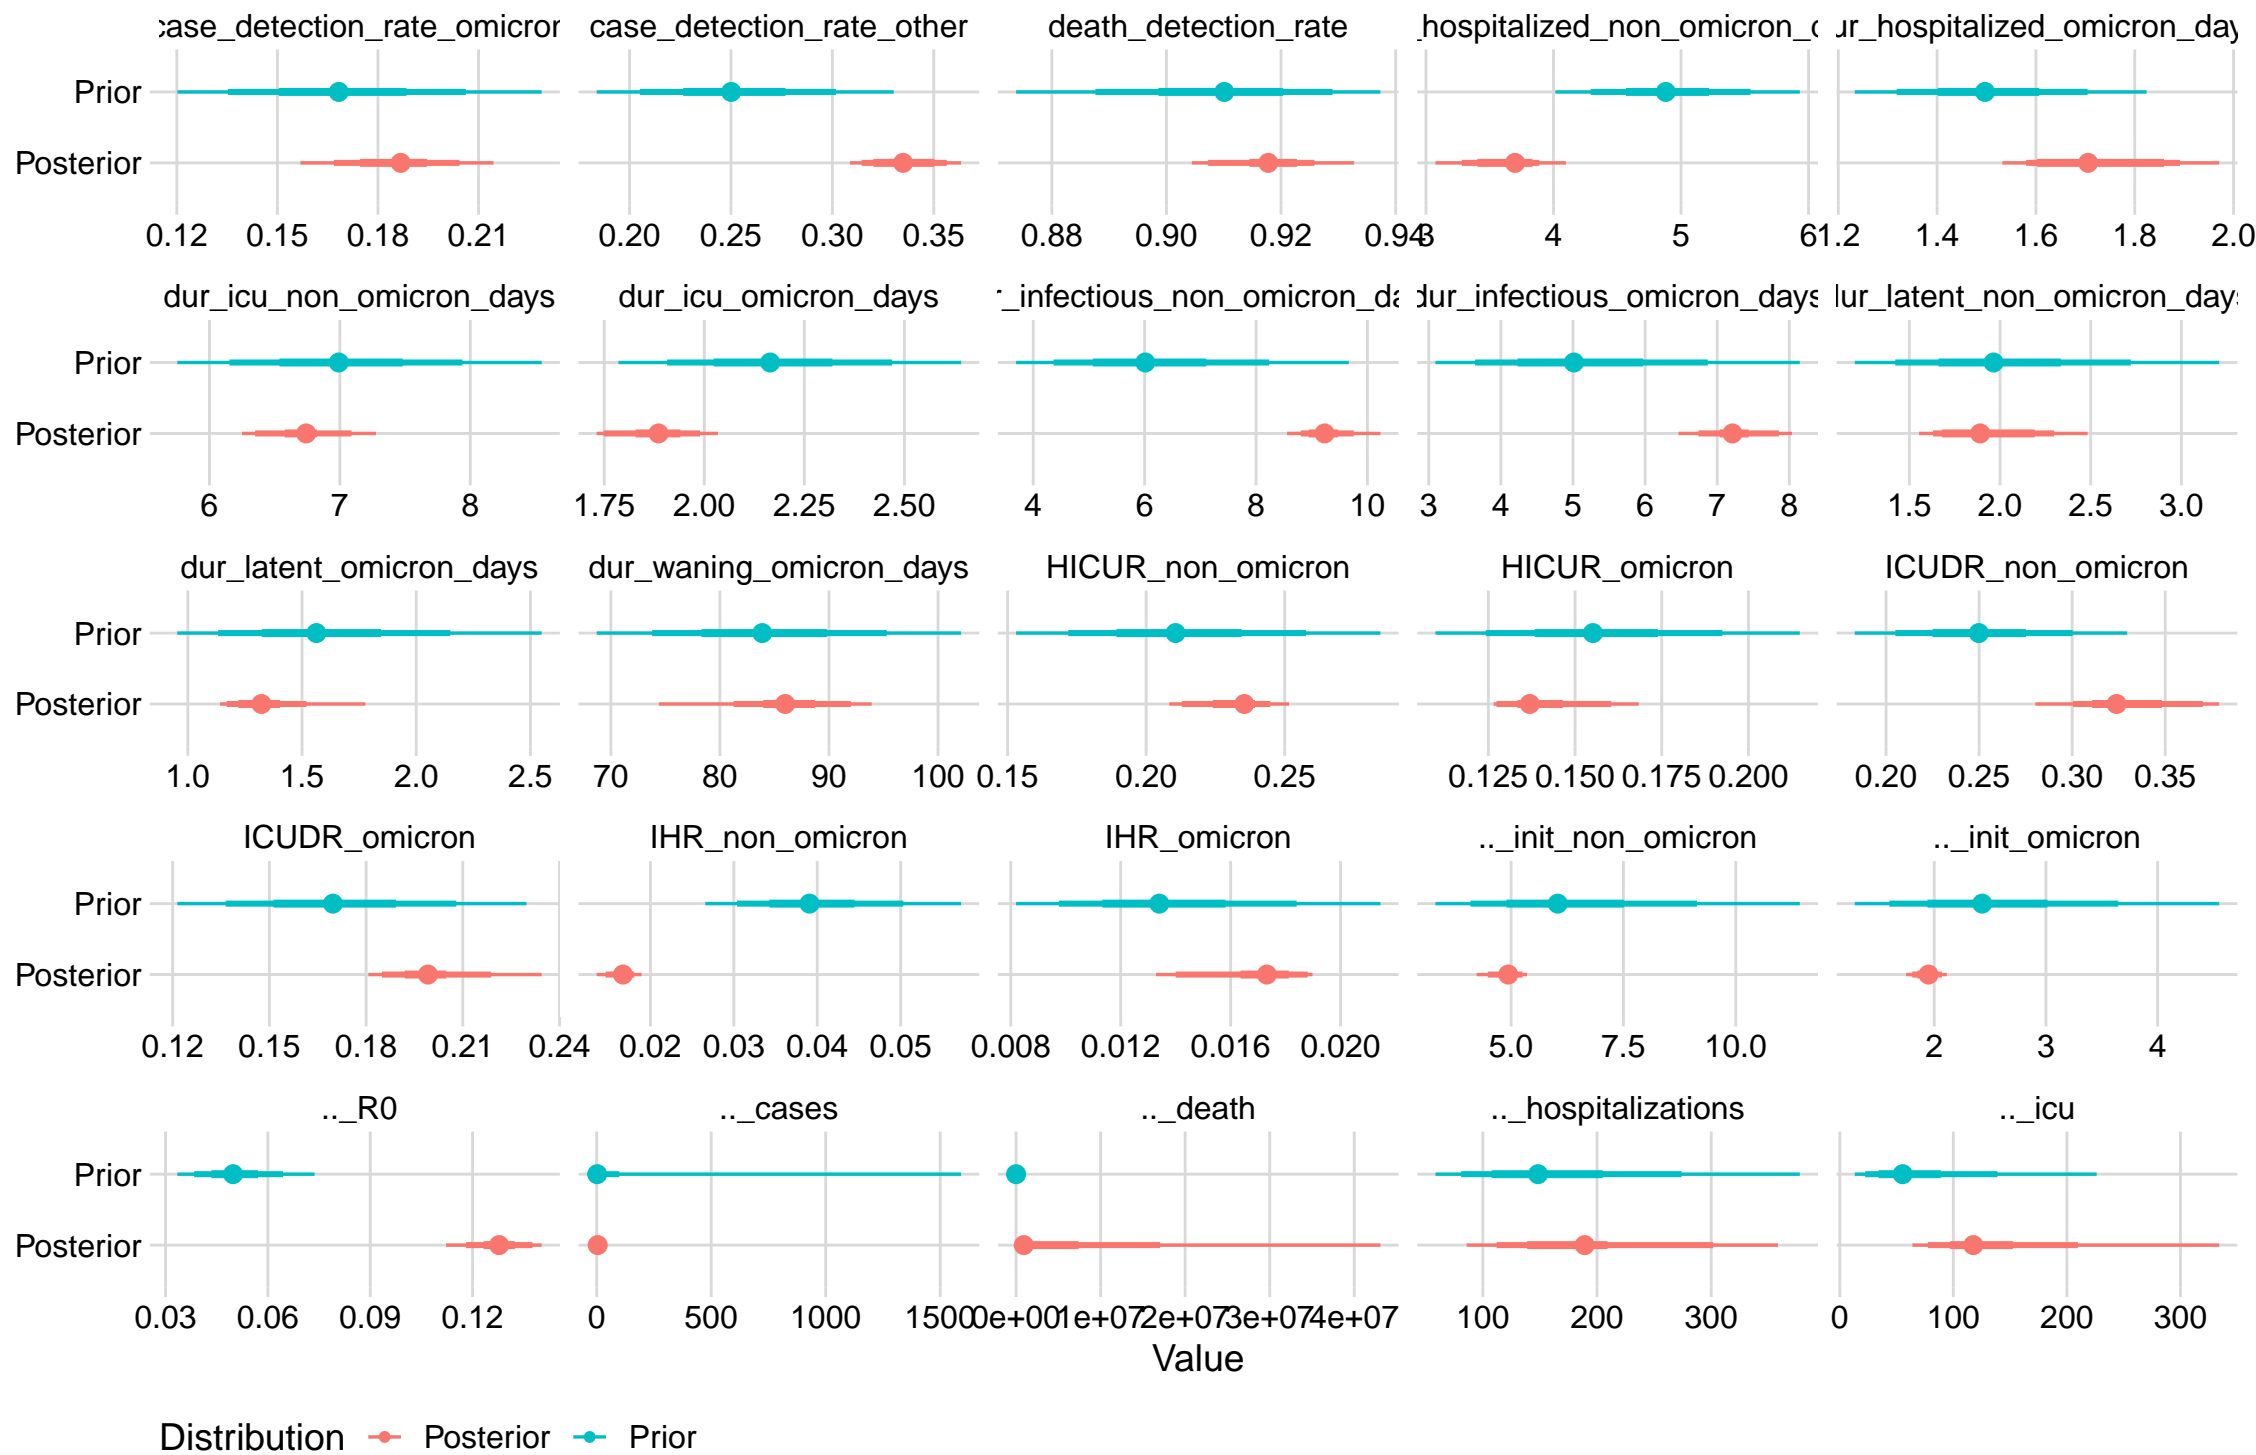 case_detection_rate_omicron case_detection_rate_other death_detection_rate _hospitalized_non_omicron_ ur_hospitalized_omicron_day
Prior
Posterior
0.12 0.15 0.18 0.21 0.20 0.25 0.30 0.35 0.88 0.90 0.92 0.94 3 4 5 6 1.2 1.4 1.6 1.8 2.0
dur_icu_non_omicron_days dur_icu_omicron_days _infectious_non_omicron_da dur_infectious_omicron_days dur_latent_non_omicron_days
Prior
Posterior
6 7 8 1.75 2.00 2.25 2.50 4 6 8 10 3 4 5 6 7 8 1.5 2.0 2.5 3.0
dur_latent_omicron_days dur_waning_omicron_days HICUR_non_omicron HICUR_omicron ICUDR_non_omicron
Prior
Posterior
1.0 1.5 2.0 2.5 70 80 90 100 0.15 0.20 0.25 0.125 0.150 0.175 0.200 0.20 0.25 0.30 0.35
ICUDR_omicron IHR_non_omicron IHR_omicron .._init_non_omicron .._init_omicron
Prior
Posterior
0.12 0.15 0.18 0.21 0.24 0.02 0.03 0.04 0.05 0.008 0.012 0.016 0.020 5.0 7.5 10.0 2 3 4
.._R0 .._cases .._death .._hospitalizations .._icu
Prior
Posterior
0.03 0.06 0.09 0.12 0 500 1000 1500 0e+00 1e+07 2e+07 3e+07 4e+07 100 200 300 0 100 200 300
Value
Distribution Posterior Prior